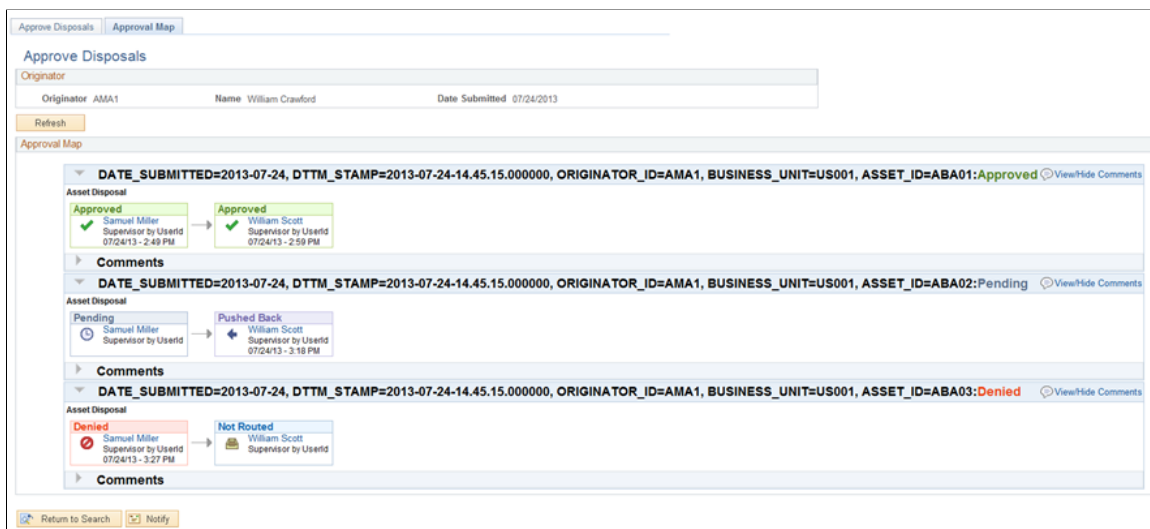 Approve Disposals Approval Map
Approve Disposals
Originator
Originator AMA1 Name William Crawford Date Submitted 07/24/2013
Refresh
Approval Map
DATE_SUBMITTED=2013-07-24, DTTM_STAMP=2013-07-24-14.45.15.000000, ORIGINATOR_ID=AMA1, BUSINESS_UNIT=US001, ASSET_ID=ABA01:Approved View/Hide Comments
Asset Disposal
Approved Approved
Samuel Miller William Scott
Supervisor by UserId Supervisor by UserId
07/24/13 - 2:49 PM 07/24/13 - 2:59 PM
Comments
DATE_SUBMITTED=2013-07-24, DTTM_STAMP=2013-07-24-14.45.15.000000, ORIGINATOR_ID=AMA1, BUSINESS_UNIT=US001, ASSET_ID=ABA02:Pending View/Hide Comments
Asset Disposal
Pending Pushed Back
Samuel Miller William Scott
Supervisor by UserId Supervisor by UserId
07/24/13 - 3:18 PM
Comments
DATE_SUBMITTED=2013-07-24, DTTM_STAMP=2013-07-24-14.45.15.000000, ORIGINATOR_ID=AMA1, BUSINESS_UNIT=US001, ASSET_ID=ABA03:Denied View/Hide Comments
Asset Disposal
Denied Not Routed
Samuel Miller William Scott
Supervisor by UserId Supervisor by UserId
07/24/13 - 3:27 PM
Comments
Return to Search Notify